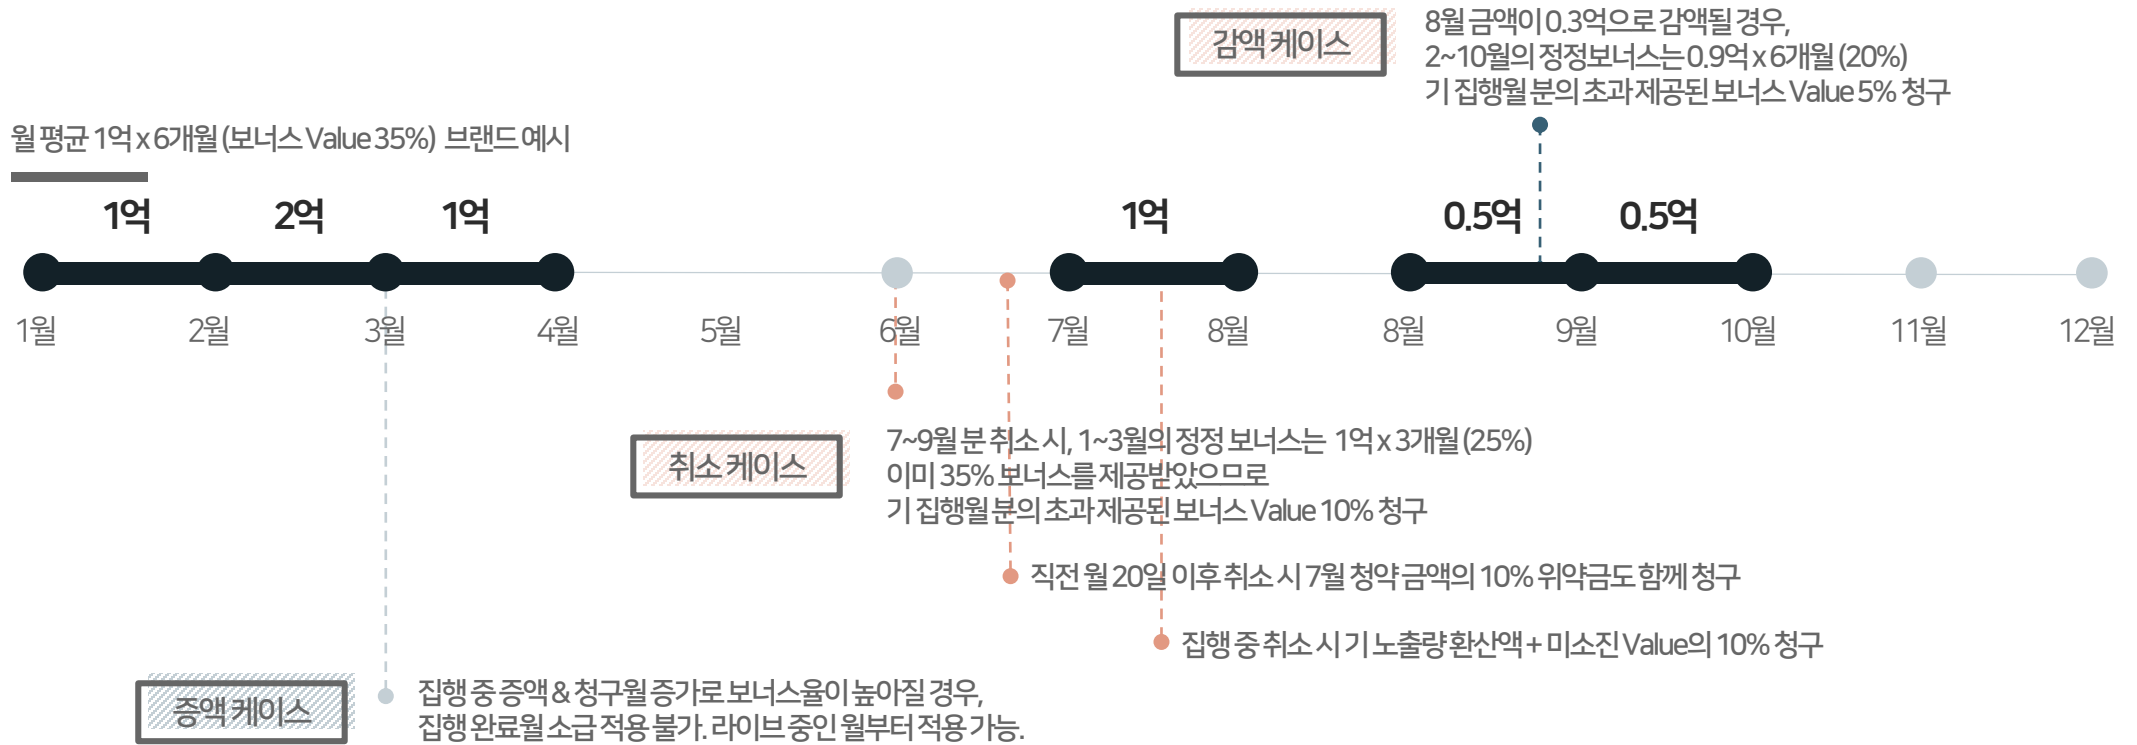 감액 케이스
8월 금액이 0.3억으로 감액될 경우,
2~10월의 정정보너스는 0.9억 x 6개월 (20%)
기 집행월 분의 초과 제공된 보너스 Value 5% 청구
월 평균 1억 x 6개월 (보너스 Value 35%) 브랜드 예시
1억 2억 1억 1억 0.5억 0.5억
1월 2월 3월 4월 5월 6월 7월 8월 8월 9월 10월 11월 12월
취소 케이스
7~9월 분 취소 시, 1~3월의 정정 보너스는 1억 x 3개월 (25%)
이미 35% 보너스를 제공받았으므로
기 집행월 분의 초과 제공된 보너스 Value 10% 청구
직전 월 20일 이후 취소 시 7월 청약 금액의 10% 위약금도 함께 청구
집행 중 취소 시 기 노출량 환산액 + 미소진 Value의 10% 청구
증액 케이스
집행 중 증액 & 청구월 증가로 보너스율이 높아질 경우,
집행 완료월 소급 적용 불가. 라이브 중인 월부터 적용 가능.